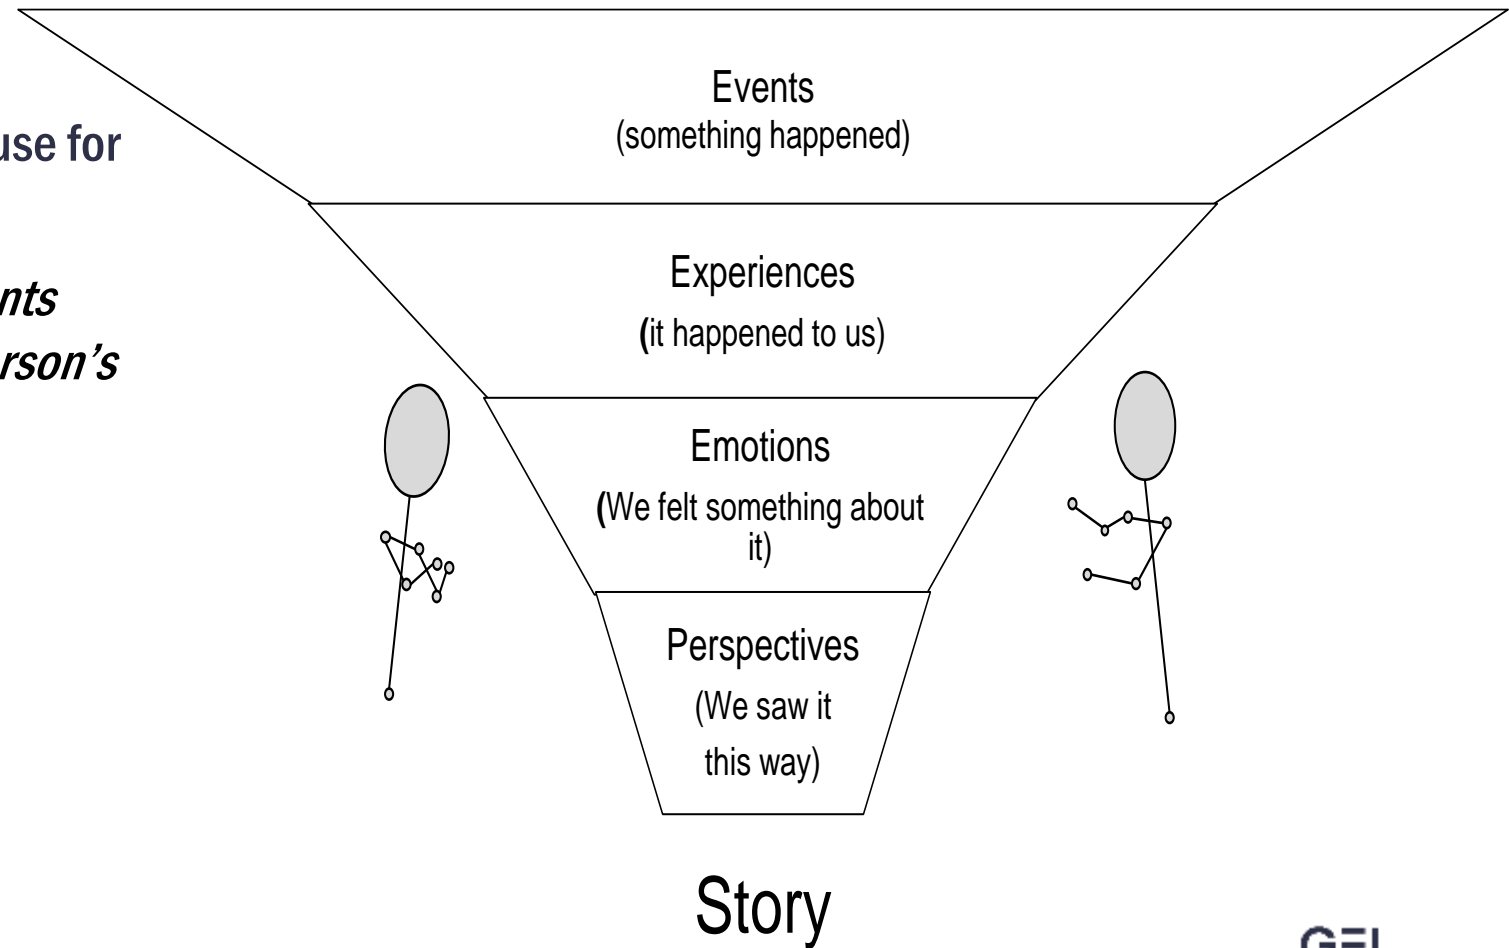 use for
nts
rson's
Events
(something happened)
Experiences
(it happened to us)
Emotions
(We felt something about
it)
Perspectives
(We saw it
this way)
Story